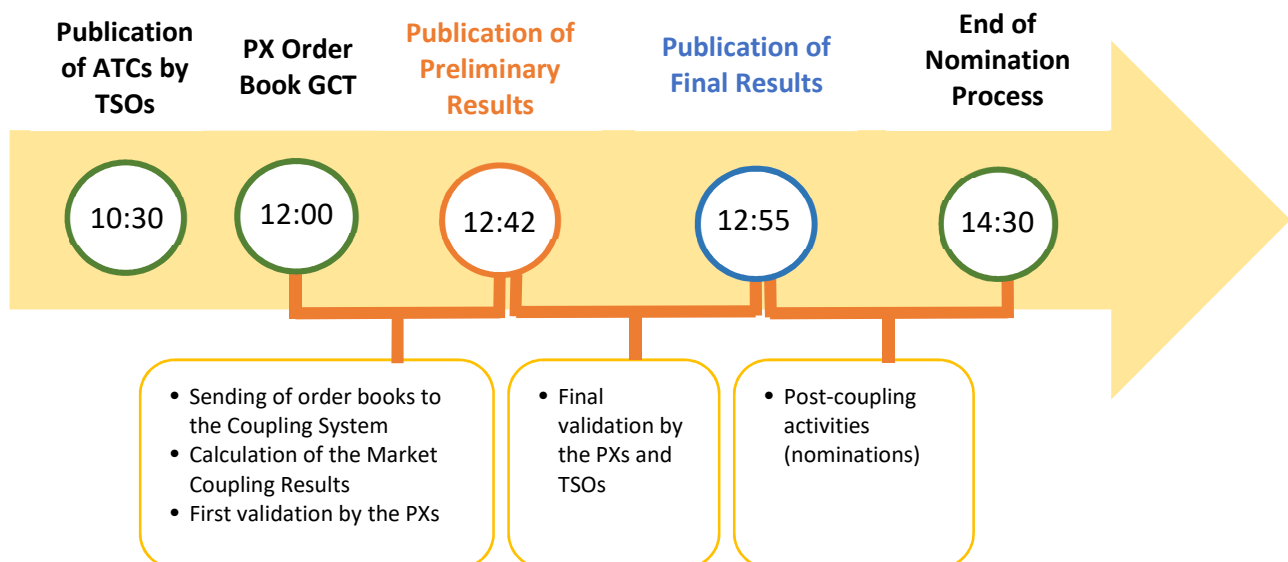 Publication
of ATCs by
TSOs
PX Order
Book GCT
Publication of
Preliminary
Results
Publication of
Final Results
End of
Nomination
Process
10:30
12:00
12:42
12:55
14:30
• Sending of order books to
the Coupling System
• Calculation of the Market
Coupling Results
• First validation by the PXs
• Final
validation by
the PXs and
TSOs
• Post-coupling
activities
(nominations)